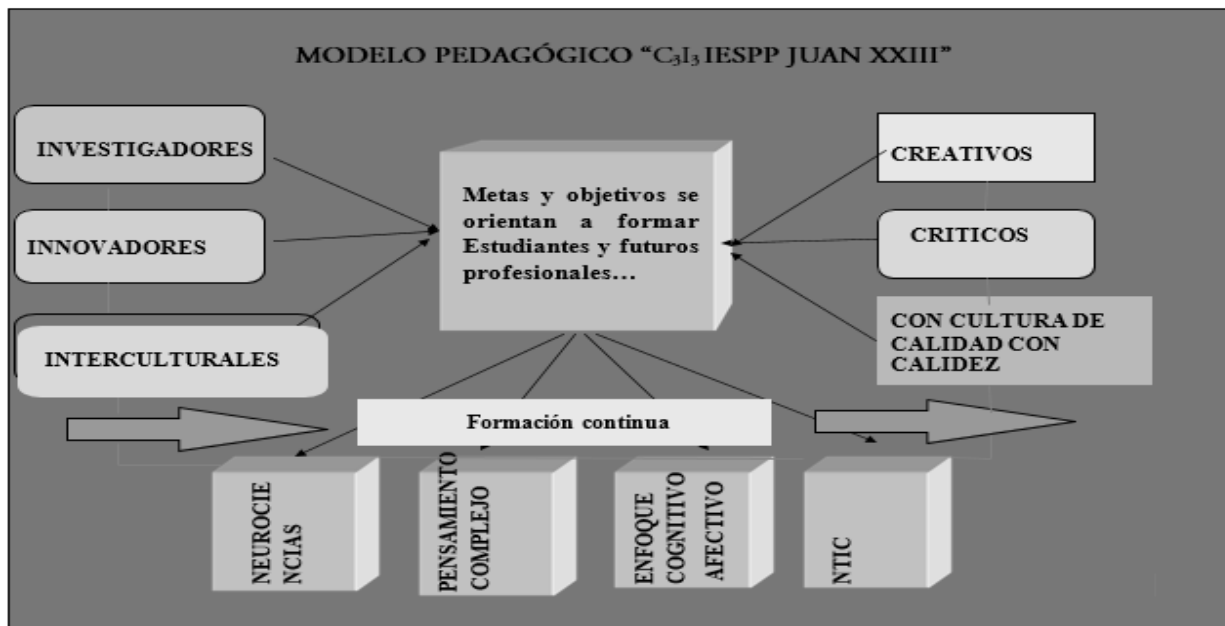 MODELO PEDAGÓGICO “C₃I₃ IESPP JUAN XXIII”
INVESTIGADORES
INNOVADORES
INTERCULTURALES
Metas y objetivos se
orientan a formar
Estudiantes y futuros
profesionales…
CREATIVOS
CRITICOS
CON CULTURA DE
CALIDAD CON
CALIDEZ
Formación continua
NEUROCIE
NCIAS
PENSAMIENTO
COMPLEJO
ENFOQUE
COGNITIVO
AFECTIVO
NTIC